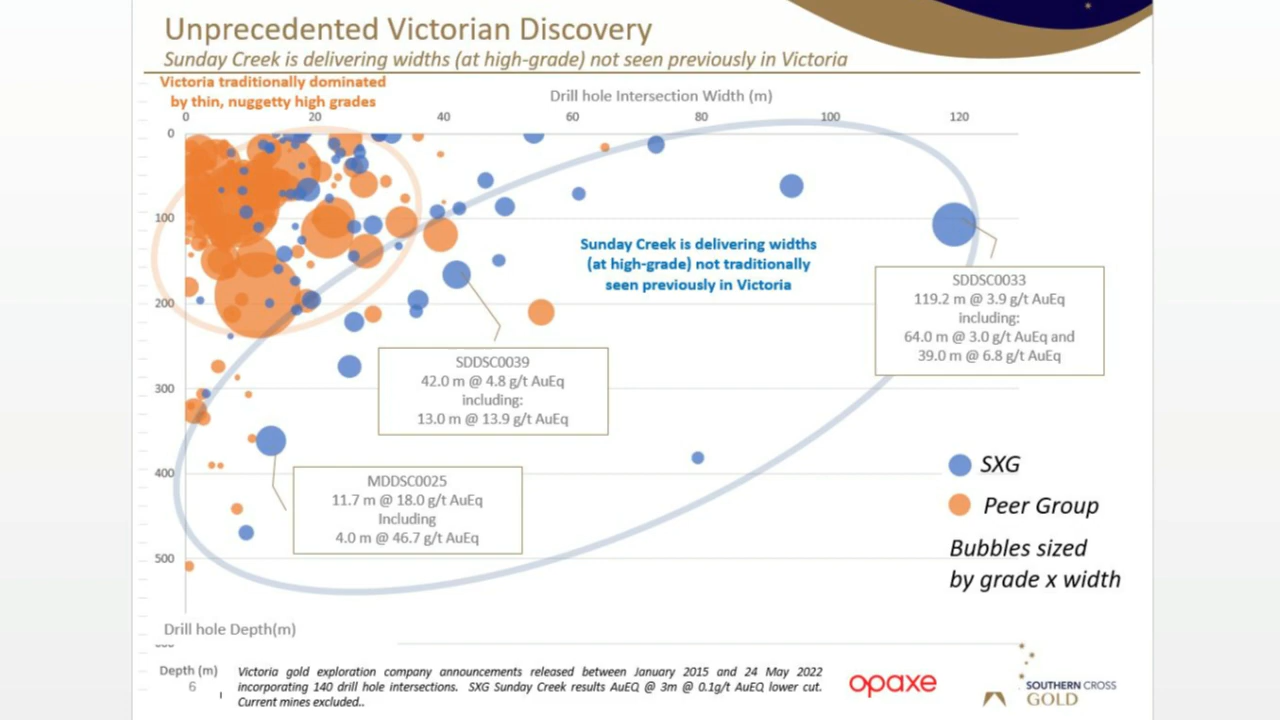 Unprecedented Victorian Discovery
Sunday Creek is delivering widths (at high-grade) not seen previously in Victoria
Victoria traditionally dominated
by thin, nuggetty high grades
Drill hole Intersection Width (m)
0 20 40 60 80 100 120
0
100
200
300
400
500
Sunday Creek is delivering widths
(at high-grade) not traditionally
seen previously in Victoria
SDDSC0033
119.2 m @ 3.9 g/t AuEq
including:
64.0 m @ 3.0 g/t AuEq and
39.0 m @ 6.8 g/t AuEq
SDDSC0039
42.0 m @ 4.8 g/t AuEq
including:
13.0 m @ 13.9 g/t AuEq
MDDSC0025
11.7 m @ 18.0 g/t AuEq
Including
4.0 m @ 46.7 g/t AuEq
SXG
Peer Group
Bubbles sized
by grade x width
Drill hole Depth(m)
Depth (m)
6
Victoria gold exploration company announcements released between January 2015 and 24 May 2022
incorporating 140 drill hole intersections. SXG Sunday Creek results AuEQ @ 3m @ 0.1g/t AuEQ lower cut.
Current mines excluded..
opaxe
SOUTHERN CROSS
GOLD